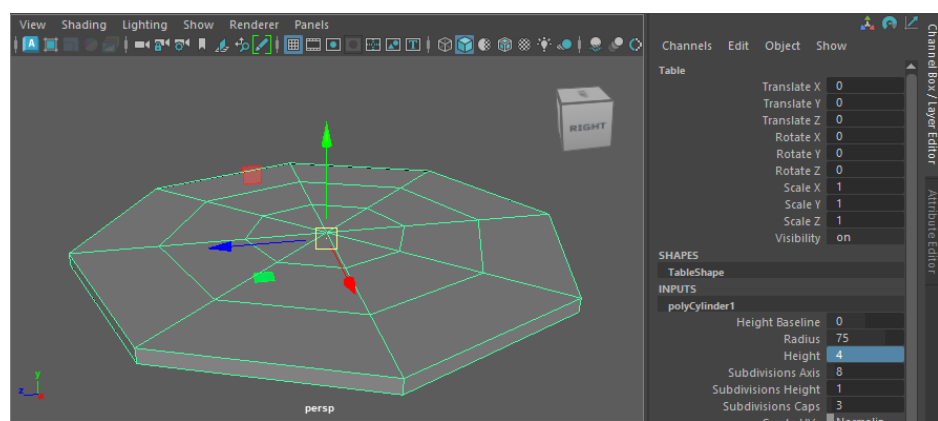 View Shading Lighting Show Renderer Panels
A
T
RIGHT
y
z
persp
Channels Edit Object Show
Table
Translate X 0
Translate Y 0
Translate Z 0
Rotate X 0
Rotate Y 0
Rotate Z 0
Scale X 1
Scale Y 1
Scale Z 1
Visibility on
SHAPES
TableShape
INPUTS
polyCylinder1
Height Baseline 0
Radius 75
Height 4
Subdivisions Axis 8
Subdivisions Height 1
Subdivisions Caps 3
Channel Box / Layer Editor
Attribute Editor